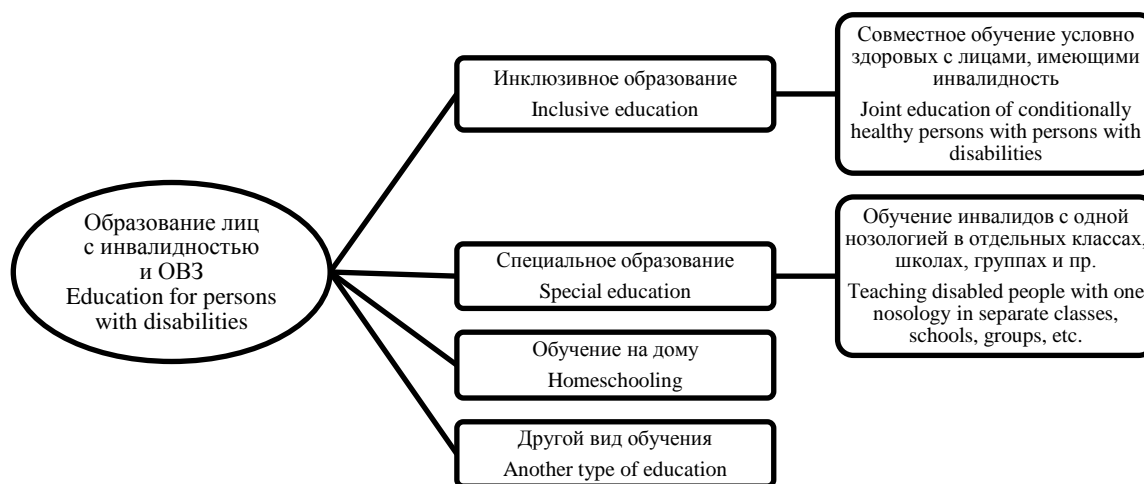 Образование лиц
с инвалидностью
и ОВЗ
Education for persons
with disabilities
Инклюзивное образование
Inclusive education
Совместное обучение условно
здоровых с лицами, имеющими
инвалидность
Joint education of conditionally
healthy persons with persons with
disabilities
Специальное образование
Special education
Обучение инвалидов с одной
нозологией в отдельных классах,
школах, группах и пр.
Teaching disabled people with one
nosology in separate classes,
schools, groups, etc.
Обучение на дому
Homeschooling
Другой вид обучения
Another type of education